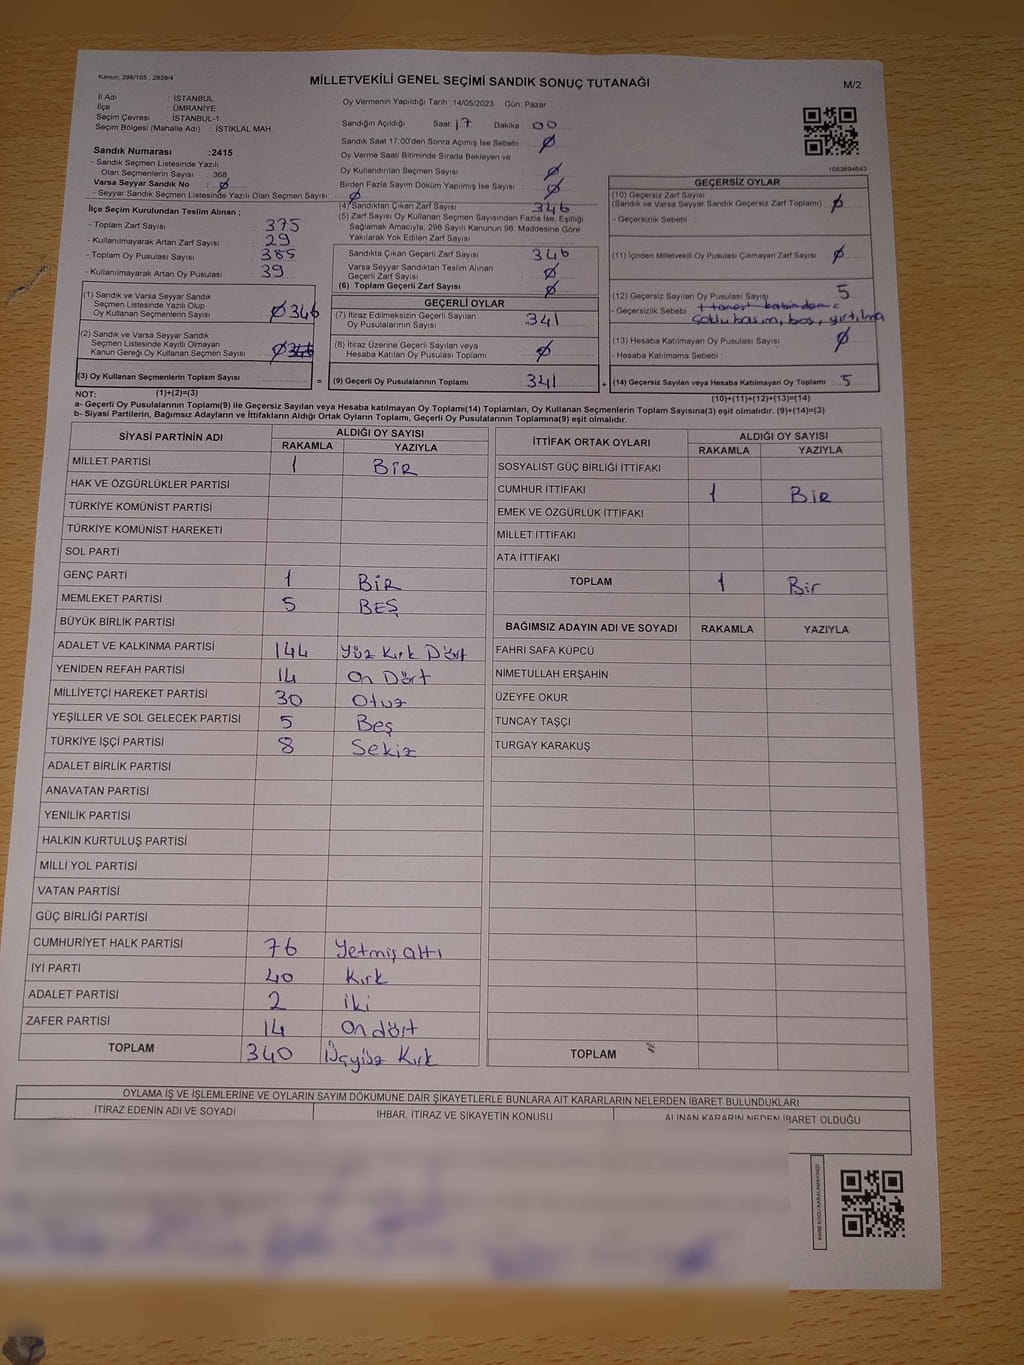 Kanun: 298/105 , 2839/4
MİLLETVEKİLİ GENEL SEÇİMİ SANDIK SONUÇ TUTANAĞI
M/2
İl Adı : İSTANBUL
İlçe : ÜMRANİYE
Seçim Çevresi : İSTANBUL-1
Seçim Bölgesi (Mahalle Adı) : İSTİKLAL MAH.
Sandık Numarası :2415
- Sandık Seçmen Listesinde Yazılı
Olan Seçmenlerin Sayısı : 368
Varsa Seyyar Sandık No : Ø
- Seyyar Sandık Seçmen Listesinde Yazılı Olan Seçmen Sayısı: Ø
İlçe Seçim Kurulundan Teslim Alınan ;
- Toplam Zarf Sayısı : 375
- Kullanılmayarak Artan Zarf Sayısı : 29
- Toplam Oy Pusulası Sayısı : 385
- Kullanılmayarak Artan Oy Pusulası : 39
(1) Sandık ve Varsa Seyyar Sandık
Seçmen Listesinde Yazılı Olup
Oy Kullanan Seçmenlerin Sayısı : Ø 346
(2) Sandık ve Varsa Seyyar Sandık
Seçmen Listesinde Kayıtlı Olmayan
Kanun Gereği Oy Kullanan Seçmen Sayısı : Ø 346
(3) Oy Kullanan Seçmenlerin Toplam Sayısı :
Oy Vermenin Yapıldığı Tarih :14/05/2023 Gün: Pazar
Sandığın Açıldığı Saat: 17 Dakika : 00
Sandık Saat 17:00'den Sonra Açımış İse Sebebi : Ø
Oy Verme Saati Bitiminde Sırada Bekleyen ve
Oy Kullandırılan Seçmen Sayısı : Ø
Birden Fazla Sayım Döküm Yapılmış İse Sayısı : Ø
(4) Sandıktan Çıkan Zarf Sayısı : 346
(5) Zarf Sayısı Oy Kullanan Seçmen Sayısından Fazla İse, Eşitliği
Sağlamak Amacıyla, 298 Sayılı Kanunun 98. Maddesine Göre
Yakılarak Yok Edilen Zarf Sayısı :
Sandıkta Çıkan Geçerli Zarf Sayısı : 346
Varsa Seyyar Sandıktan Teslim Alınan
Geçerli Zarf Sayısı : Ø
(6) Toplam Geçerli Zarf Sayısı : Ø
GEÇERLİ OYLAR
(7) İtiraz Edilmeksizin Geçerli Sayılan
Oy Pusulalarının Sayısı : 341
(8) İtiraz Üzerine Geçerli Sayılan veya
Hesaba Katılan Oy Pusulası Toplamı : Ø
= (9) Geçerli Oy Pusulalarının Toplamı : 341
1083694643
GEÇERSİZ OYLAR
(10) Geçersiz Zarf Sayısı
(Sandık ve Varsa Seyyar Sandık Geçersiz Zarf Toplamı) : Ø
- Geçersizlik Sebebi :
(11) İçinden Milletvekili Oy Pusulası Çıkmayan Zarf Sayısı : Ø
(12) Geçersiz Sayılan Oy Pusulası Sayısı : 5
- Geçersizlik Sebebi :
çoklu basım, boş, yırtılma
(13) Hesaba Katılmayan Oy Pusulası Sayısı : Ø
- Hesaba Katılmama Sebebi :
+ (14) Geçersiz Sayılan veya Hesaba Katılmayan Oy Toplamı : 5
NOT: (1)+(2)=(3)
(10)+(11)+(12)+(13)=(14)
a- Geçerli Oy Pusulalarının Toplamı(9) ile Geçersiz Sayılan veya Hesaba katılmayan Oy Toplamı(14) Toplamları, Oy Kullanan Seçmenlerin Toplam Sayısına(3) eşit olmalıdır. (9)+(14)=(3)
b- Siyasi Partilerin, Bağımsız Adayların ve İttifakların Aldığı Ortak Oyların Toplamı, Geçerli Oy Pusulalarının Toplamına(9) eşit olmalıdır.
SİYASİ PARTİNİN ADI ALDIĞI OY SAYISI
RAKAMLA YAZIYLA
MİLLET PARTİSİ 1 BİR
HAK VE ÖZGÜRLÜKLER PARTİSİ
TÜRKİYE KOMÜNİST PARTİSİ
TÜRKİYE KOMÜNİST HAREKETİ
SOL PARTİ
GENÇ PARTİ 1 BİR
MEMLEKET PARTİSİ 5 BEŞ
BÜYÜK BİRLİK PARTİSİ
ADALET VE KALKINMA PARTİSİ 144 Yüz Kırk Dört
YENİDEN REFAH PARTİSİ 14 On Dört
MİLLİYETÇİ HAREKET PARTİSİ 30 Otuz
YEŞİLLER VE SOL GELECEK PARTİSİ 5 Beş
TÜRKİYE İŞÇİ PARTİSİ 8 Sekiz
ADALET BİRLİK PARTİSİ
ANAVATAN PARTİSİ
YENİLİK PARTİSİ
HALKIN KURTULUŞ PARTİSİ
MİLLİ YOL PARTİSİ
VATAN PARTİSİ
GÜÇ BİRLİĞİ PARTİSİ
CUMHURİYET HALK PARTİSİ 76 Yetmiş altı
İYİ PARTİ 40 Kırk
ADALET PARTİSİ 2 iki
ZAFER PARTİSİ 14 On dört
TOPLAM 340 Üçyüz Kırk
İTTİFAK ORTAK OYLARI ALDIĞI OY SAYISI
RAKAMLA YAZIYLA
SOSYALİST GÜÇ BİRLİĞİ İTTİFAKI
CUMHUR İTTİFAKI 1 Bir
EMEK VE ÖZGÜRLÜK İTTİFAKI
MİLLET İTTİFAKI
ATA İTTİFAKI
TOPLAM 1 Bir
BAĞIMSIZ ADAYIN ADI VE SOYADI RAKAMLA YAZIYLA
FAHRİ SAFA KÜPCÜ
NİMETULLAH ERŞAHİN
ÜZEYFE OKUR
TUNCAY TAŞÇI
TURGAY KARAKUŞ
TOPLAM
OYLAMA İŞ VE İŞLEMLERİNE VE OYLARIN SAYIM DÖKÜMÜNE DAİR ŞİKAYETLERLE BUNLARA AİT KARARLARIN NELERDEN İBARET BULUNDUKLARI
İTİRAZ EDENİN ADI VE SOYADI İHBAR, İTİRAZ VE ŞİKAYETİN KONUSU ALINAN KARARIN NEDEN İBARET OLDUĞU
KARE KODU KARALAMAYINIZ!